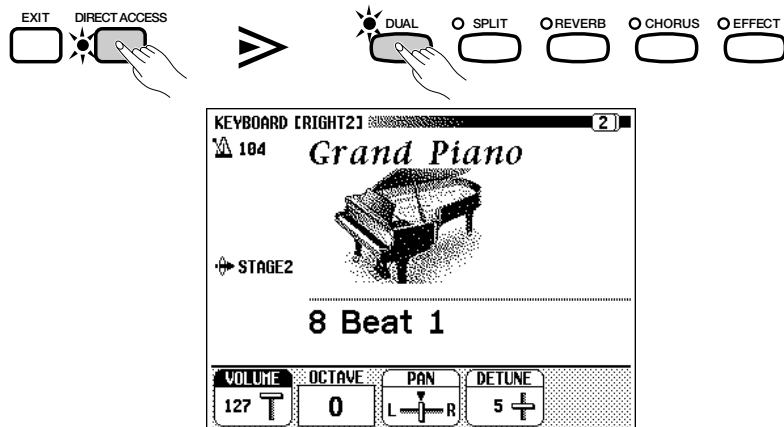 EXIT DIRECT ACCESS DUAL SPLIT REVERB CHORUS EFFECT
KEYBOARD [RIGHT2] 2
104 Grand Piano
STAGE2
8 Beat 1
VOLUME OCTAVE PAN DETUNE
127 0 L R 5